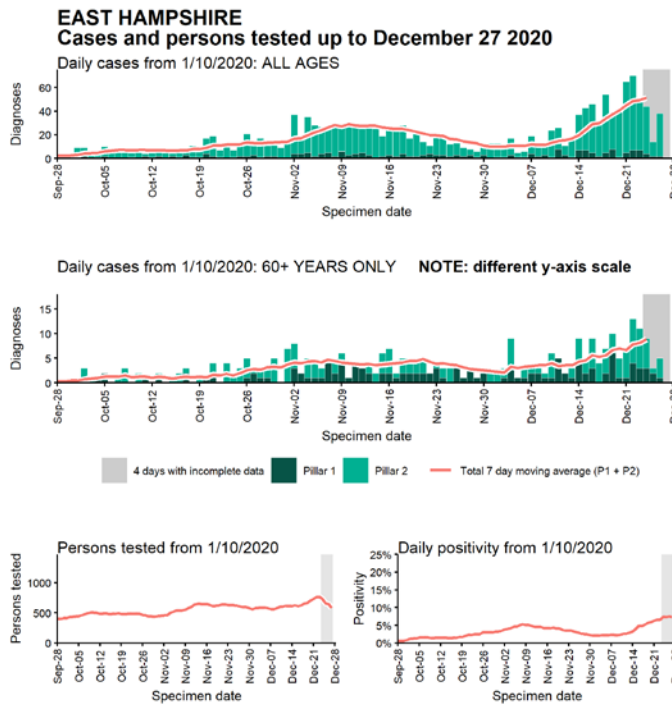 EAST HAMPSHIRE
Cases and persons tested up to December 27 2020
Daily cases from 1/10/2020: ALL AGES
Diagnoses
60
40
20
0
Sep-28
Oct-05
Oct-12
Oct-19
Oct-26
Nov-02
Nov-09
Nov-16
Nov-23
Nov-30
Dec-07
Dec-14
Dec-21
Dec-28
Specimen date
Daily cases from 1/10/2020: 60+ YEARS ONLY NOTE: different y-axis scale
Diagnoses
15
10
5
0
Sep-28
Oct-05
Oct-12
Oct-19
Oct-26
Nov-02
Nov-09
Nov-16
Nov-23
Nov-30
Dec-07
Dec-14
Dec-21
Dec-28
Specimen date
4 days with incomplete data Pillar 1 Pillar 2 Total 7 day moving average (P1 + P2)
Persons tested from 1/10/2020
Persons tested
1000
500
0
Sep-28
Oct-05
Oct-12
Oct-19
Oct-26
Nov-02
Nov-09
Nov-16
Nov-23
Nov-30
Dec-07
Dec-14
Dec-21
Dec-28
Specimen date
Daily positivity from 1/10/2020
Positivity
25%
20%
15%
10%
5%
0%
Sep-28
Oct-05
Oct-12
Oct-19
Oct-26
Nov-02
Nov-09
Nov-16
Nov-23
Nov-30
Dec-07
Dec-14
Dec-21
Specimen date